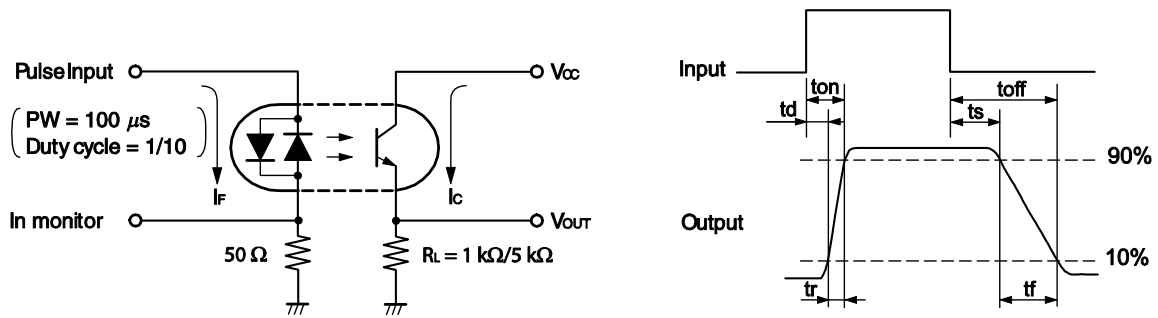 Pulse Input
VCC
PW = 100 μs
Duty cycle = 1/10
IF
IC
In monitor
VOUT
50 Ω
RL = 1 kΩ/5 kΩ
Input
ton
toff
td
ts
90%
Output
10%
tr
tf